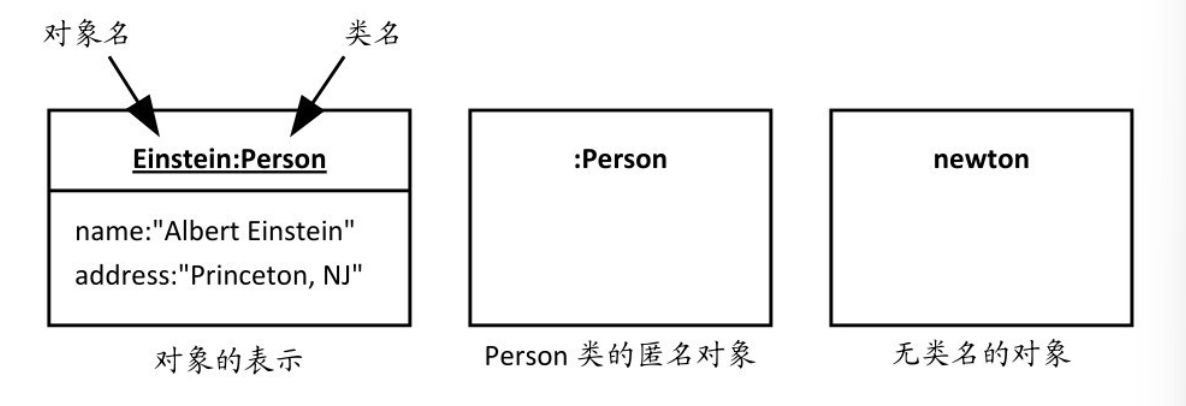 对象名
类名
Einstein:Person
name:"Albert Einstein"
address:"Princeton, NJ"
对象的表示
:Person
Person 类的匿名对象
newton
无类名的对象